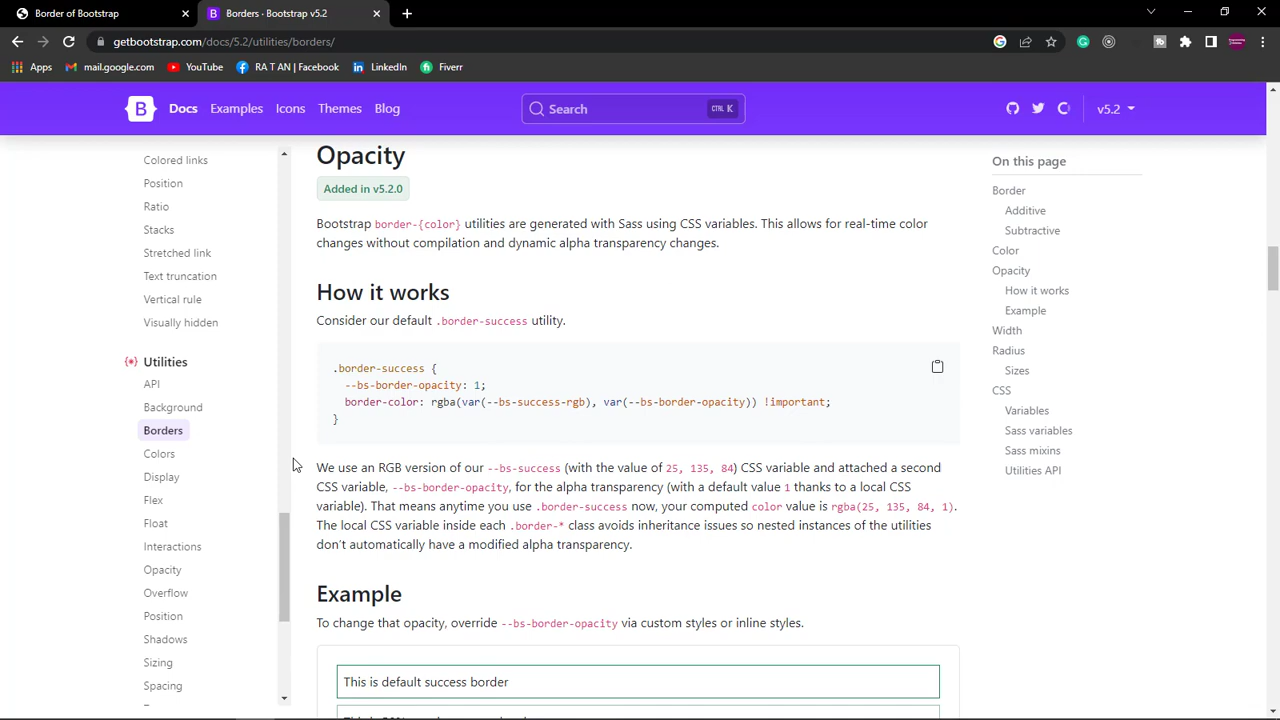 Border of Bootstrap
Borders · Bootstrap v5.2
getbootstrap.com/docs/5.2/utilities/borders/
Apps
mail.google.com
YouTube
RA T AN | Facebook
LinkedIn
Fiverr
B
Docs
Examples
Icons
Themes
Blog
Search
CTRL K
v5.2
Colored links
Position
Ratio
Stacks
Stretched link
Text truncation
Vertical rule
Visually hidden
Utilities
API
Background
Borders
Colors
Display
Flex
Float
Interactions
Opacity
Overflow
Position
Shadows
Sizing
Spacing
Opacity
Added in v5.2.0
Bootstrap border-{color} utilities are generated with Sass using CSS variables. This allows for real-time color
changes without compilation and dynamic alpha transparency changes.
How it works
Consider our default .border-success utility.
.border-success {
--bs-border-opacity: 1;
border-color: rgba(var(--bs-success-rgb), var(--bs-border-opacity)) !important;
}
We use an RGB version of our --bs-success (with the value of 25, 135, 84) CSS variable and attached a second
CSS variable, --bs-border-opacity, for the alpha transparency (with a default value 1 thanks to a local CSS
variable). That means anytime you use .border-success now, your computed color value is rgba(25, 135, 84, 1).
The local CSS variable inside each .border-* class avoids inheritance issues so nested instances of the utilities
don't automatically have a modified alpha transparency.
Example
To change that opacity, override --bs-border-opacity via custom styles or inline styles.
This is default success border
On this page
Border
Additive
Subtractive
Color
Opacity
How it works
Example
Width
Radius
Sizes
CSS
Variables
Sass variables
Sass mixins
Utilities API